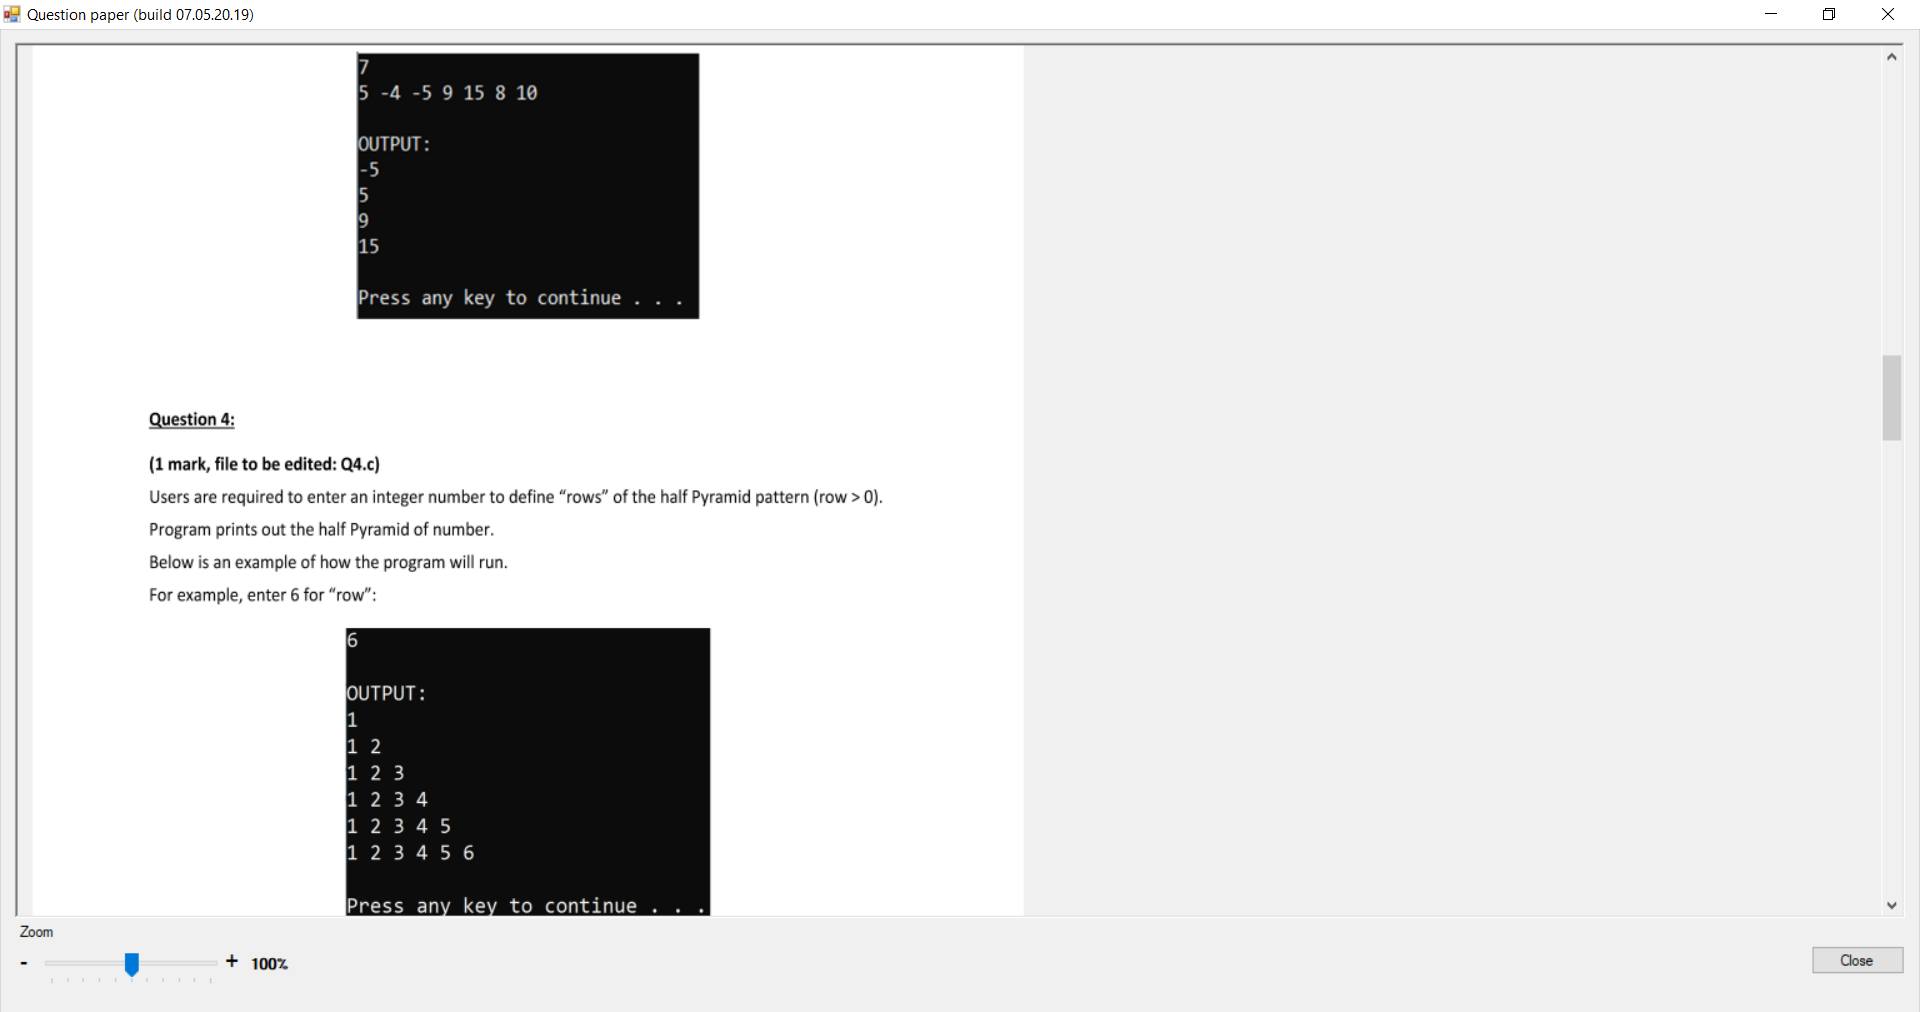 Question paper (build 07.05.20.19)
7
5 -4 -5 9 15 8 10
OUTPUT:
-5
5
9
15
Press any key to continue . . .
Question 4:
(1 mark, file to be edited: Q4.c)
Users are required to enter an integer number to define “rows” of the half Pyramid pattern (row > 0).
Program prints out the half Pyramid of number.
Below is an example of how the program will run.
For example, enter 6 for “row”:
6
OUTPUT:
1
1 2
1 2 3
1 2 3 4
1 2 3 4 5
1 2 3 4 5 6
Press any key to continue . . .
Zoom
- + 100%
Close